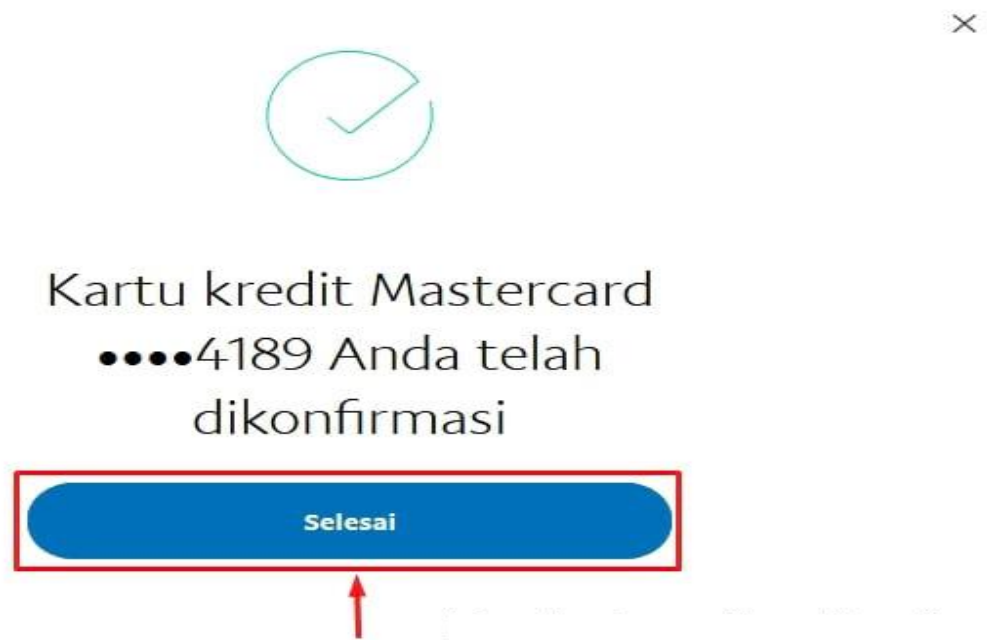 Kartu kredit Mastercard
••••4189 Anda telah
dikonfirmasi
Selesai